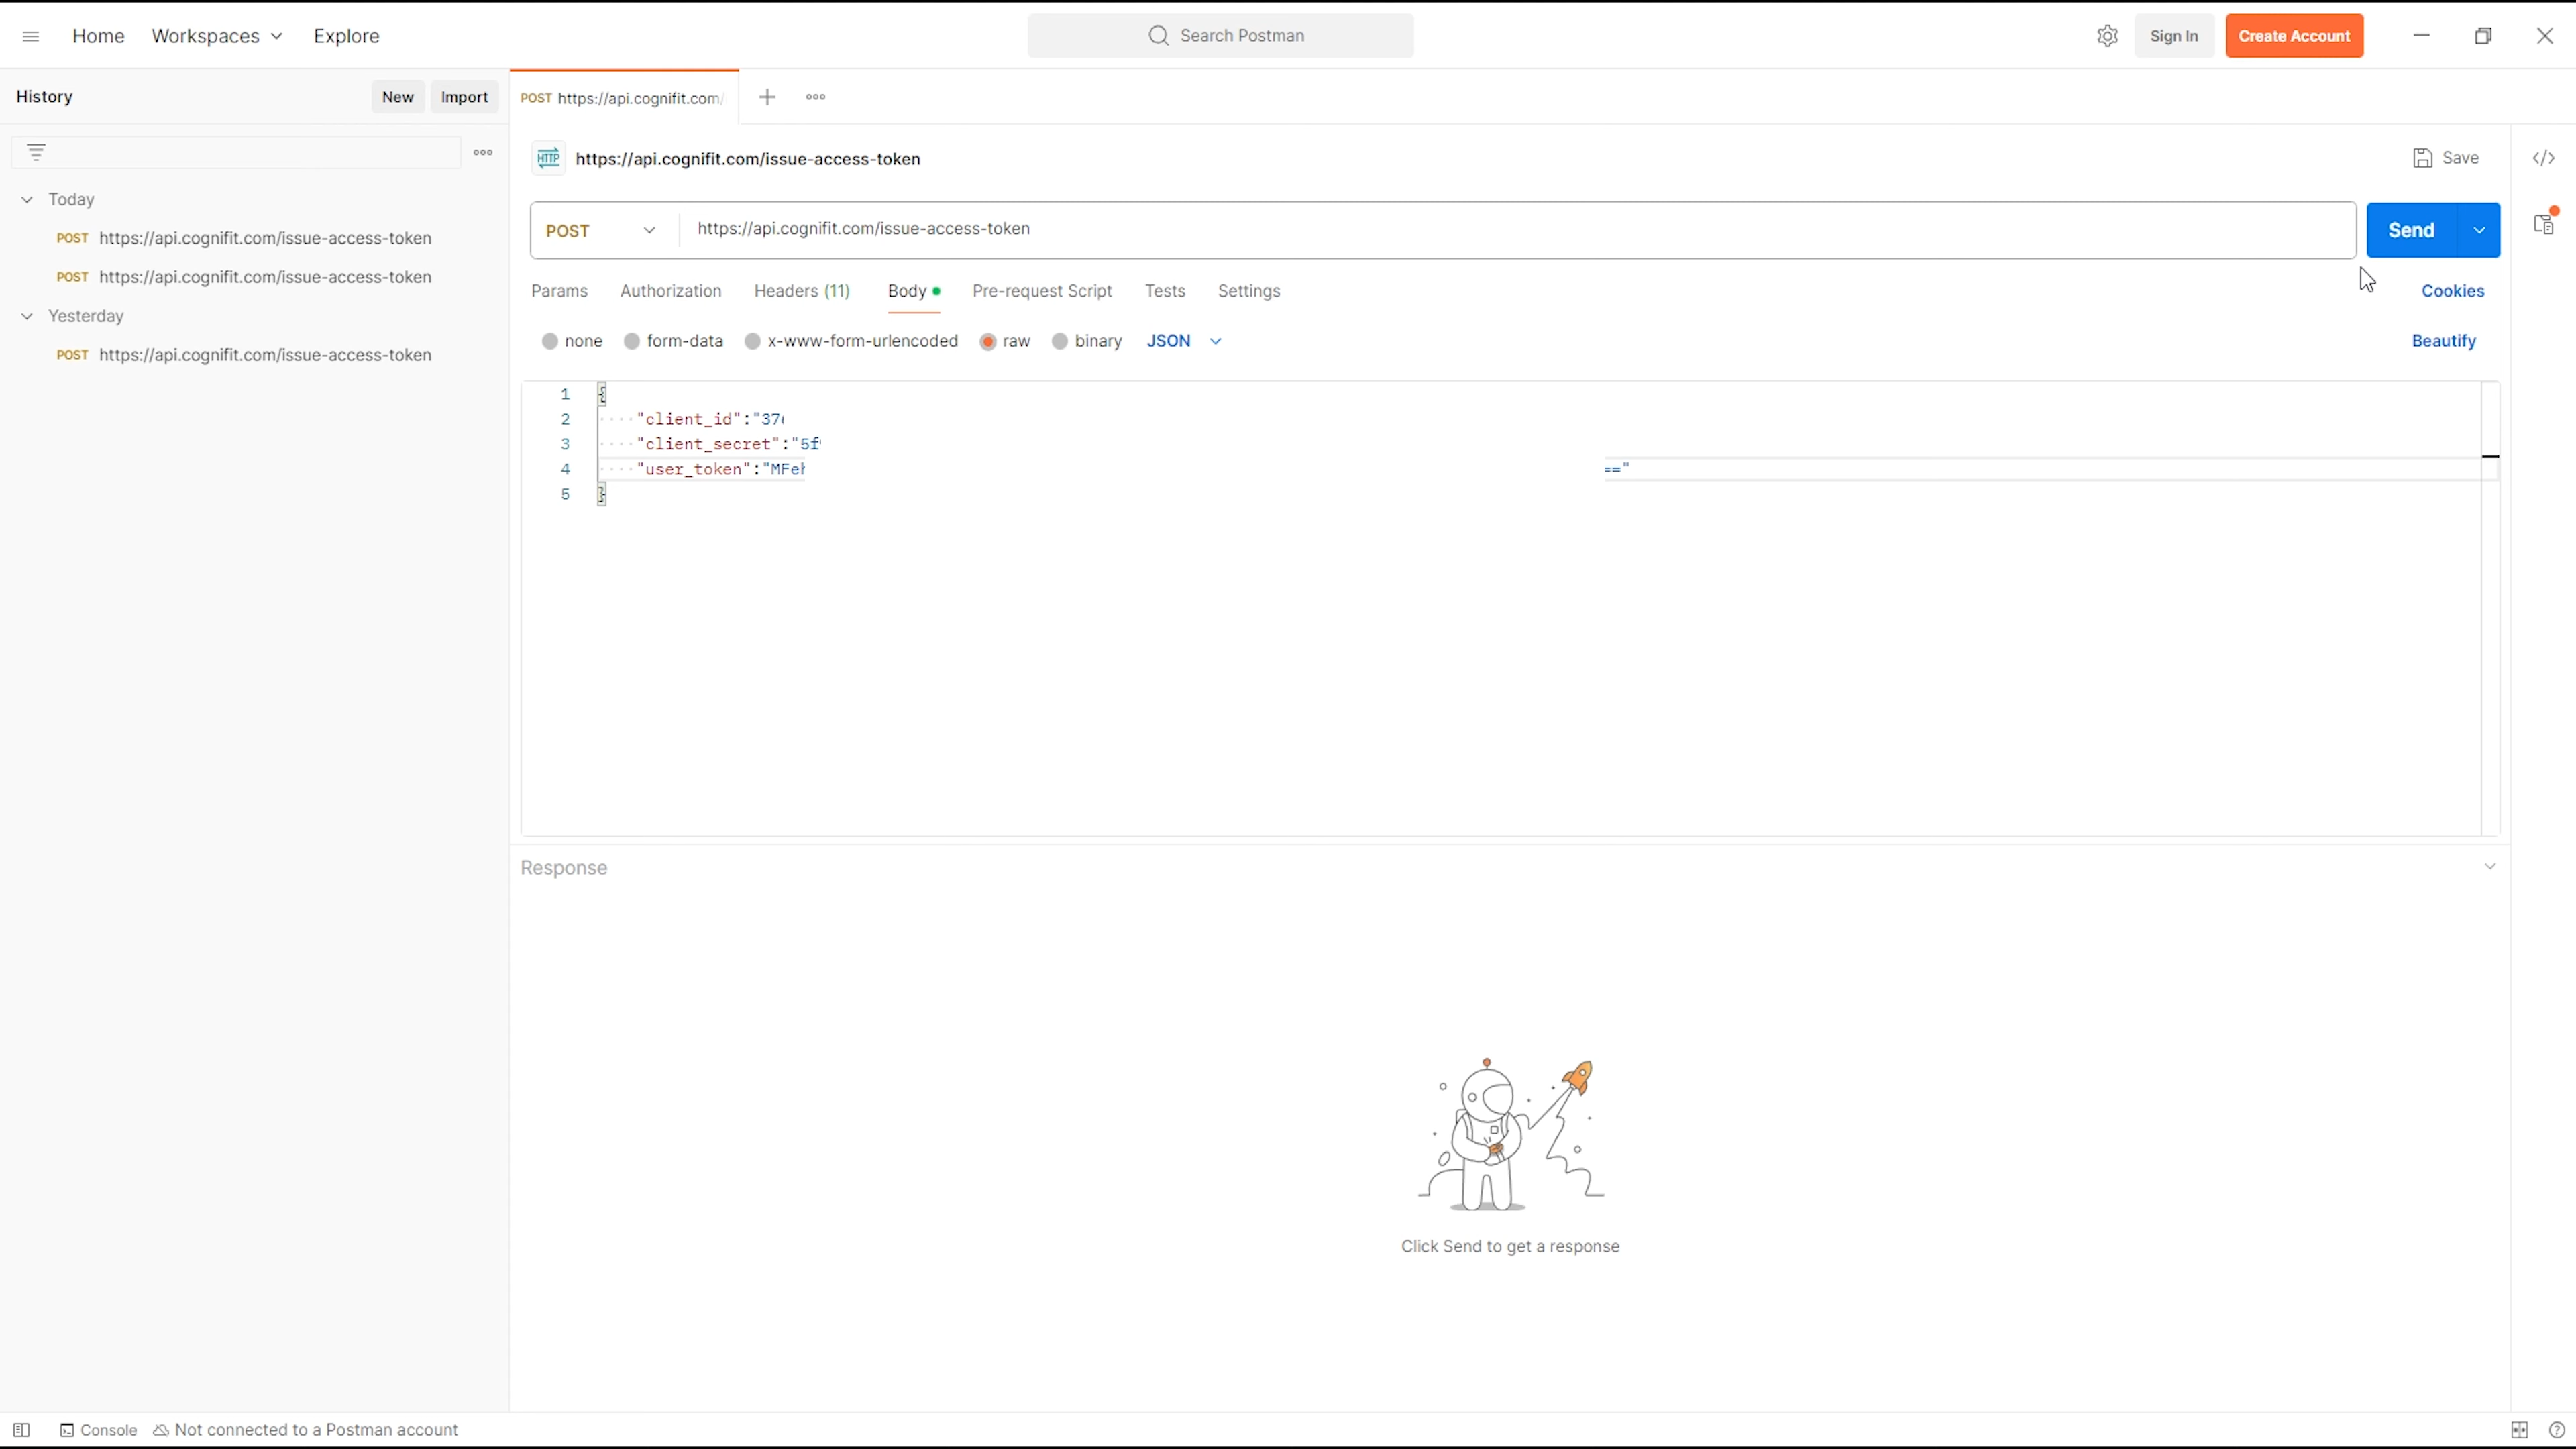 Home Workspaces Explore Search Postman Sign In Create Account
History New Import
POST https://api.cognifit.com/
HTTP https://api.cognifit.com/issue-access-token Save
Today
POST https://api.cognifit.com/issue-access-token
POST https://api.cognifit.com/issue-access-token
Yesterday
POST https://api.cognifit.com/issue-access-token
POST https://api.cognifit.com/issue-access-token Send
Params Authorization Headers (11) Body Pre-request Script Tests Settings Cookies
none form-data x-www-form-urlencoded raw binary JSON Beautify
1 {
2 "client_id":"37
3 "client_secret":"5f
4 "user_token":"MFe =="
5 }
Response
Click Send to get a response
Console Not connected to a Postman account